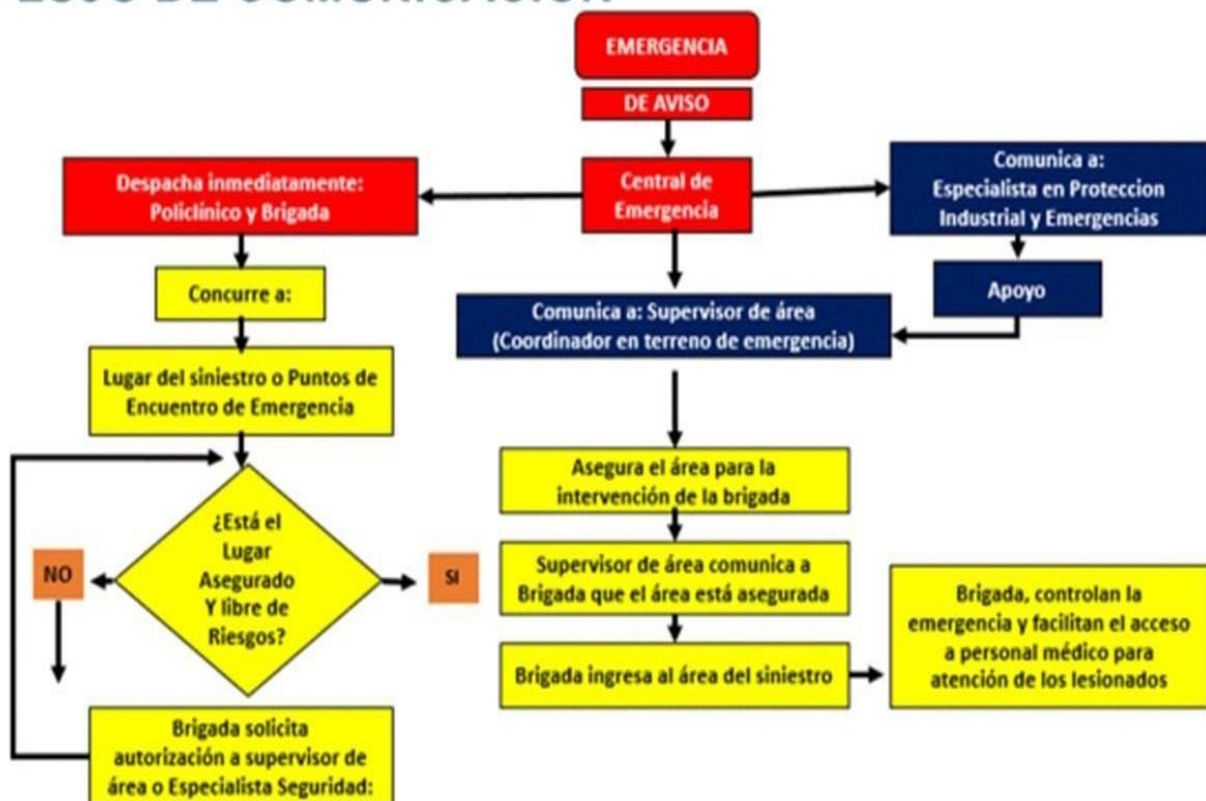 EMERGENCIA
DE AVISO
Central de
Emergencia
Despacha inmediatamente:
Policlínico y Brigada
Comunica a:
Especialista en Proteccion
Industrial y Emergencias
Concurre a:
Apoyo
Comunica a: Supervisor de área
(Coordinador en terreno de emergencia)
Lugar del siniestro o Puntos de
Encuentro de Emergencia
¿Está el
Lugar
Asegurado
Y libre de
Riesgos?
NO
SI
Brigada solicita
autorización a supervisor de
área o Especialista Seguridad:
Asegura el área para la
intervención de la brigada
Supervisor de área comunica a
Brigada que el área está asegurada
Brigada ingresa al área del siniestro
Brigada, controlan la
emergencia y facilitan el acceso
a personal médico para
atención de los lesionados